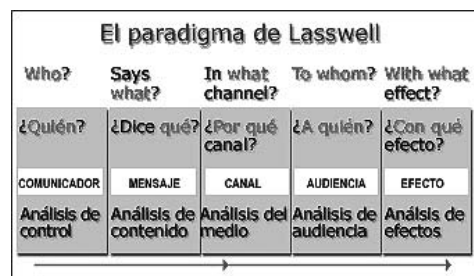 El paradigma de Lasswell
Who? Says In what To whom? With what
what? channel? effect?
¿Quién? ¿Dice qué? ¿Por qué ¿A quién? ¿Con qué
canal? efecto?
COMUNICADOR MENSAJE CANAL AUDIENCIA EFECTO
Análisis de Análisis de Análisis del Análisis de Análsis de
control contenido medio audiencia efectos